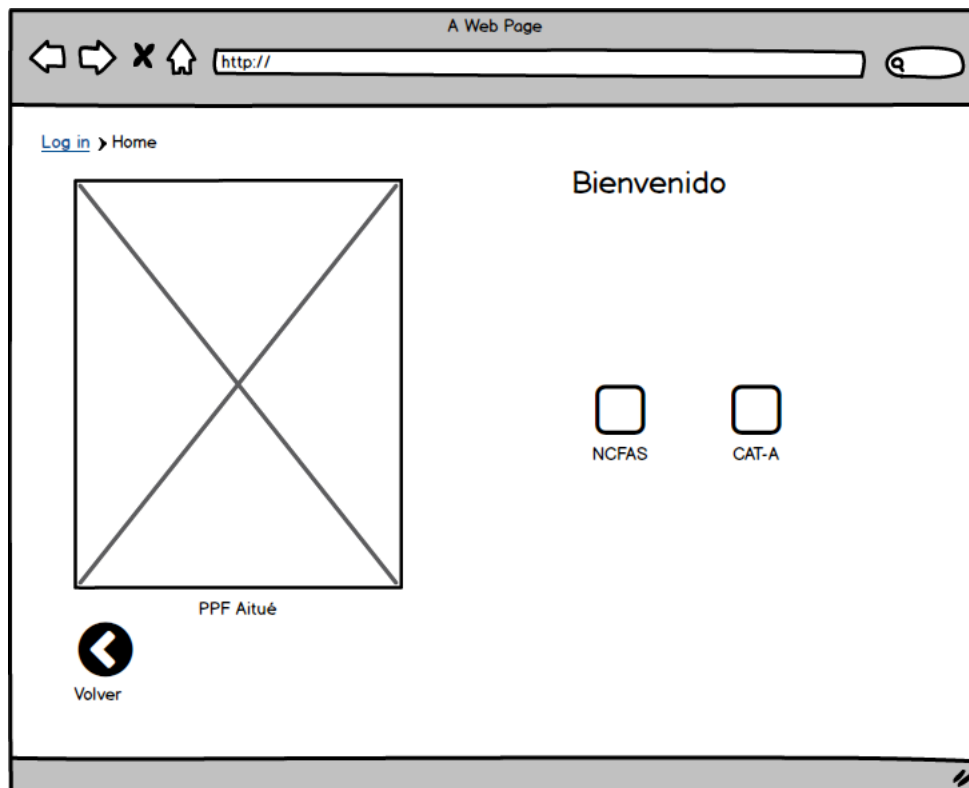 A Web Page
http://
Log in > Home
Bienvenido
NCFAS
CAT-A
PPF Aitué
Volver